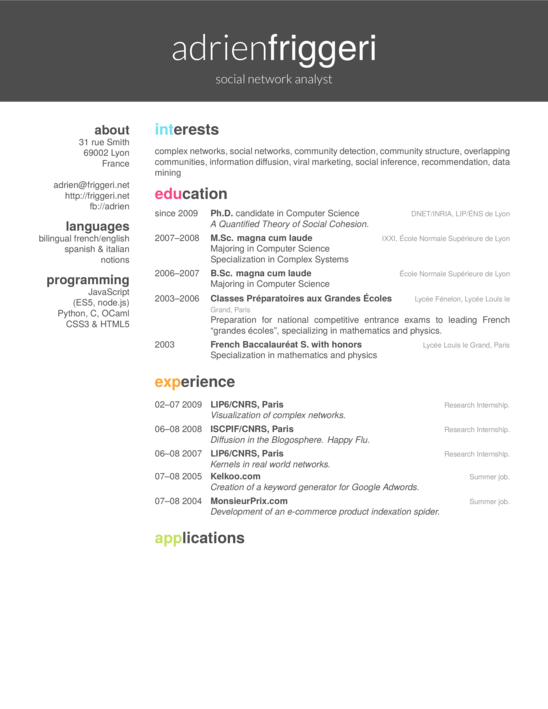 adrienfriggeri
social network analyst
about
31 rue Smith
69002 Lyon
France
adrien@friggeri.net
http://friggeri.net
fb://adrien
languages
bilingual french/english
spanish & italian
notions
programming
JavaScript
(ES5, node.js)
Python, C, OCaml
CSS3 & HTML5
interests
complex networks, social networks, community detection, community structure, overlapping
communities, information diffusion, viral marketing, social inference, recommendation, data
mining
education
since 2009 Ph.D. candidate in Computer Science DNET/INRIA, LIP/ÉNS de Lyon
A Quantified Theory of Social Cohesion.
2007–2008 M.Sc. magna cum laude IXXI, École Normale Supérieure de Lyon
Majoring in Computer Science
Specialization in Complex Systems
2006–2007 B.Sc. magna cum laude École Normale Supérieure de Lyon
Majoring in Computer Science
2003–2006 Classes Préparatoires aux Grandes Écoles Lycée Fénelon, Lycée Louis le
Grand, Paris
Preparation for national competitive entrance exams to leading French
“grandes écoles”, specializing in mathematics and physics.
2003 French Baccalauréat S. with honors Lycée Louis le Grand, Paris
Specialization in mathematics and physics
experience
02–07 2009 LIP6/CNRS, Paris Research Internship.
Visualization of complex networks.
06–08 2008 ISCPIF/CNRS, Paris Research Internship.
Diffusion in the Blogosphere. Happy Flu.
06–08 2007 LIP6/CNRS, Paris Research Internship.
Kernels in real world networks.
07–08 2005 Kelkoo.com Summer job.
Creation of a keyword generator for Google Adwords.
07–08 2004 MonsieurPrix.com Summer job.
Development of an e-commerce product indexation spider.
applications